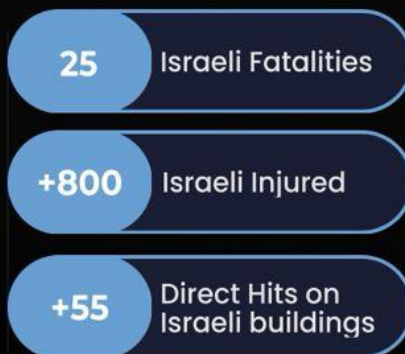 25 Israeli Fatalities
+800 Israeli Injured
+55 Direct Hits on
Israeli buildings